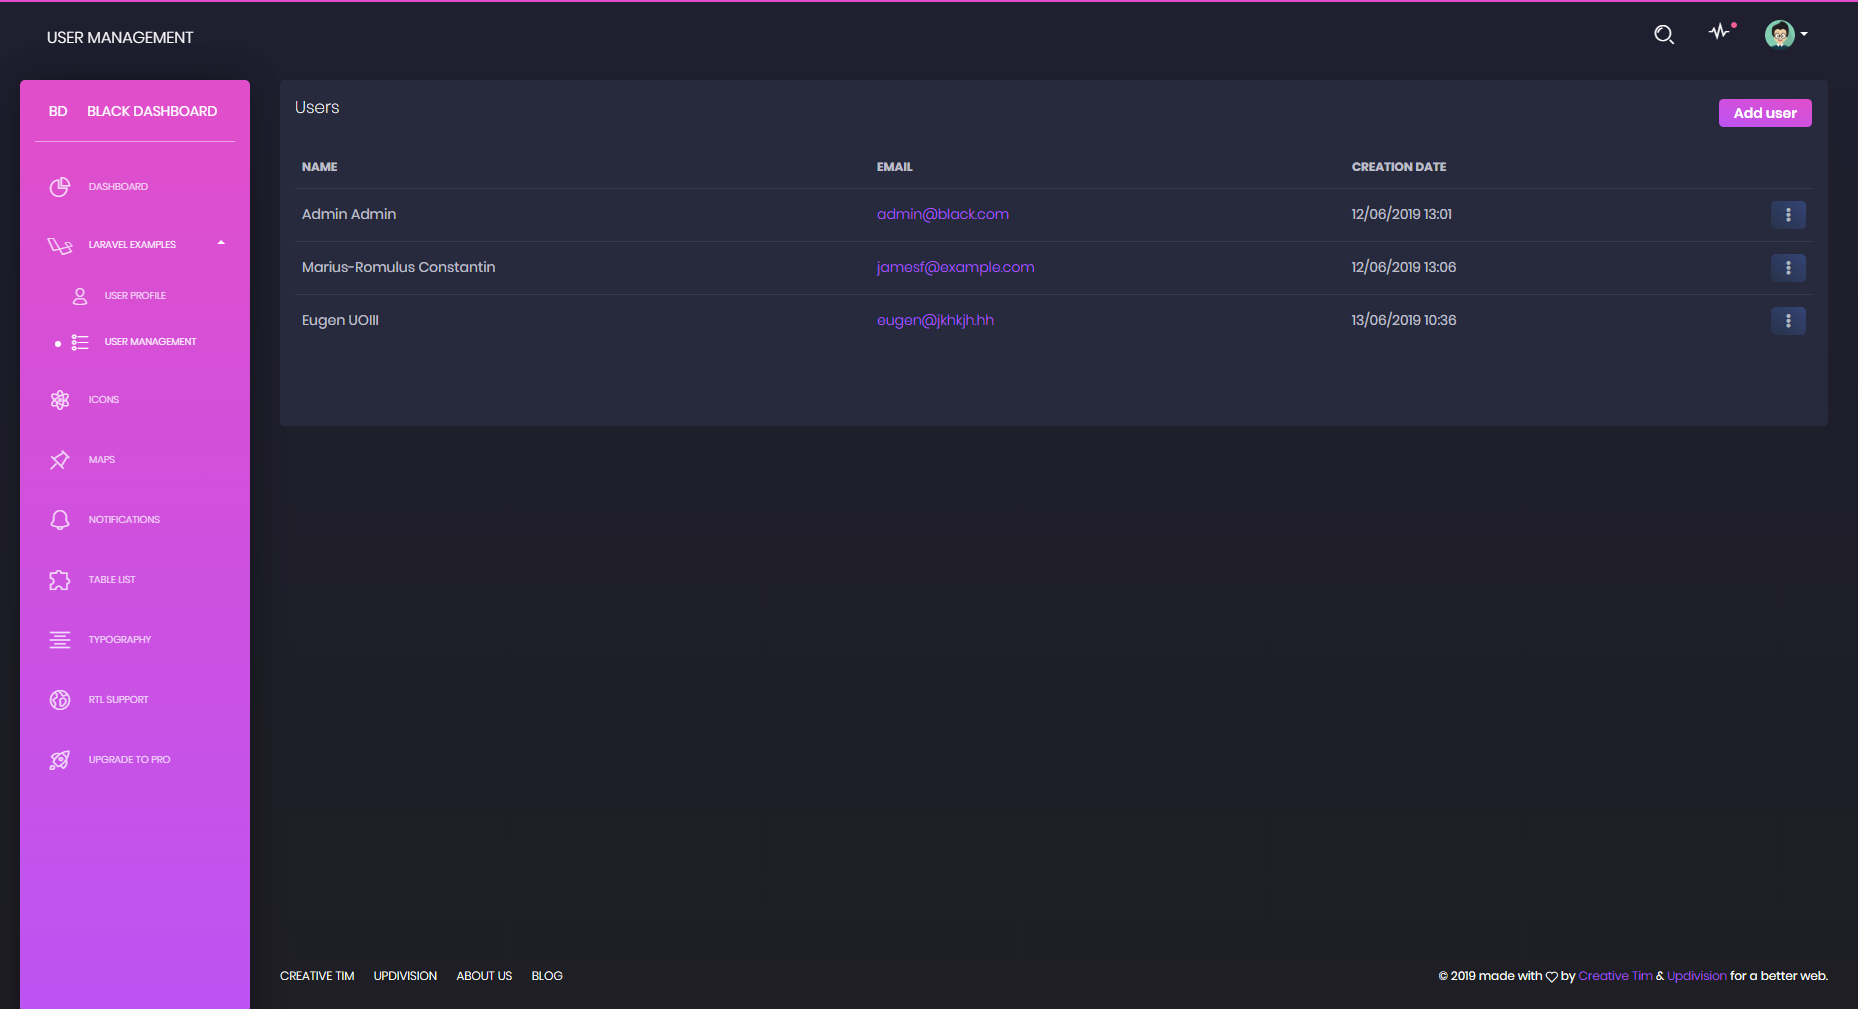 USER MANAGEMENT
BD BLACK DASHBOARD
DASHBOARD
LARAVEL EXAMPLES
USER PROFILE
USER MANAGEMENT
ICONS
MAPS
NOTIFICATIONS
TABLE LIST
TYPOGRAPHY
RTL SUPPORT
UPGRADE TO PRO
Users
Add user
NAME EMAIL CREATION DATE
Admin Admin admin@black.com 12/06/2019 13:01
Marius-Romulus Constantin jamesf@example.com 12/06/2019 13:06
Eugen UOIII eugen@jkhkjh.hh 13/06/2019 10:36
CREATIVE TIM UPDIVISION ABOUT US BLOG
© 2019 made with by Creative Tim & Updivision for a better web.